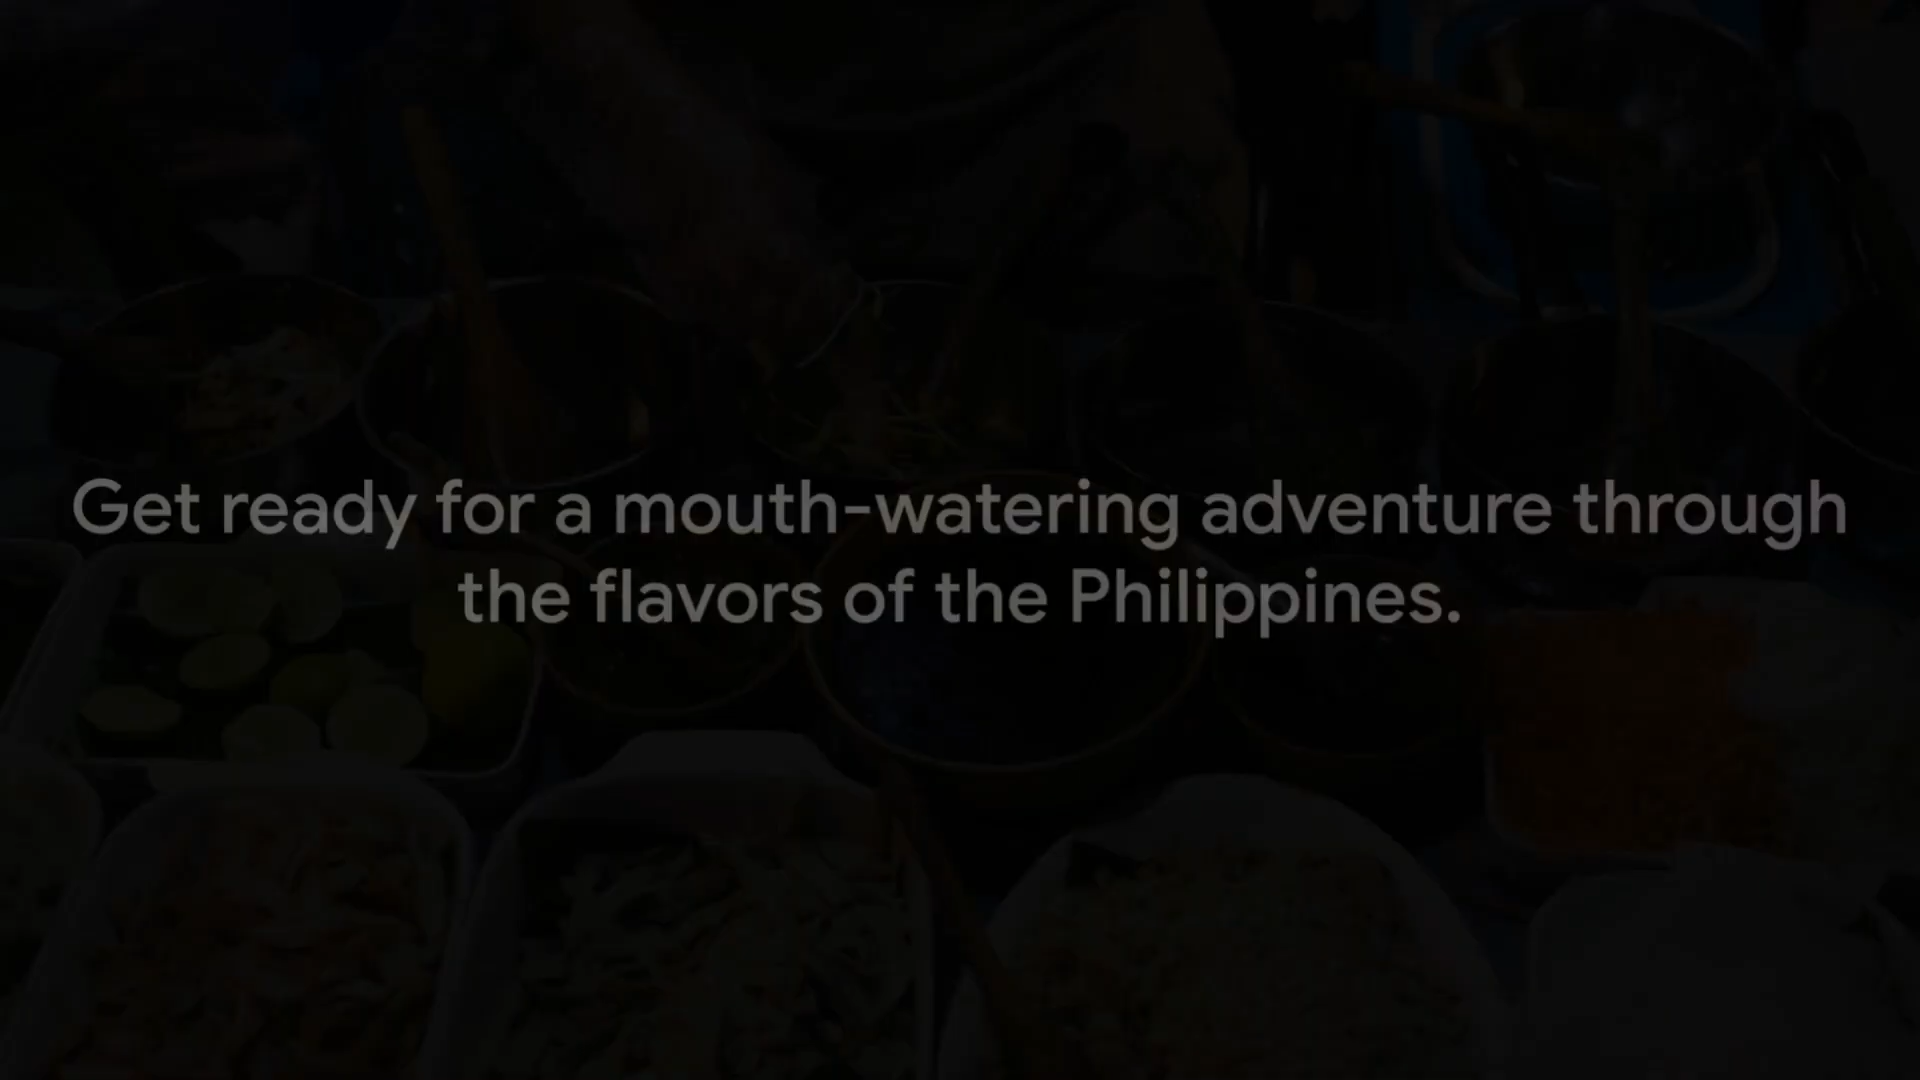 Get ready for a mouth-watering adventure through
the flavors of the Philippines.